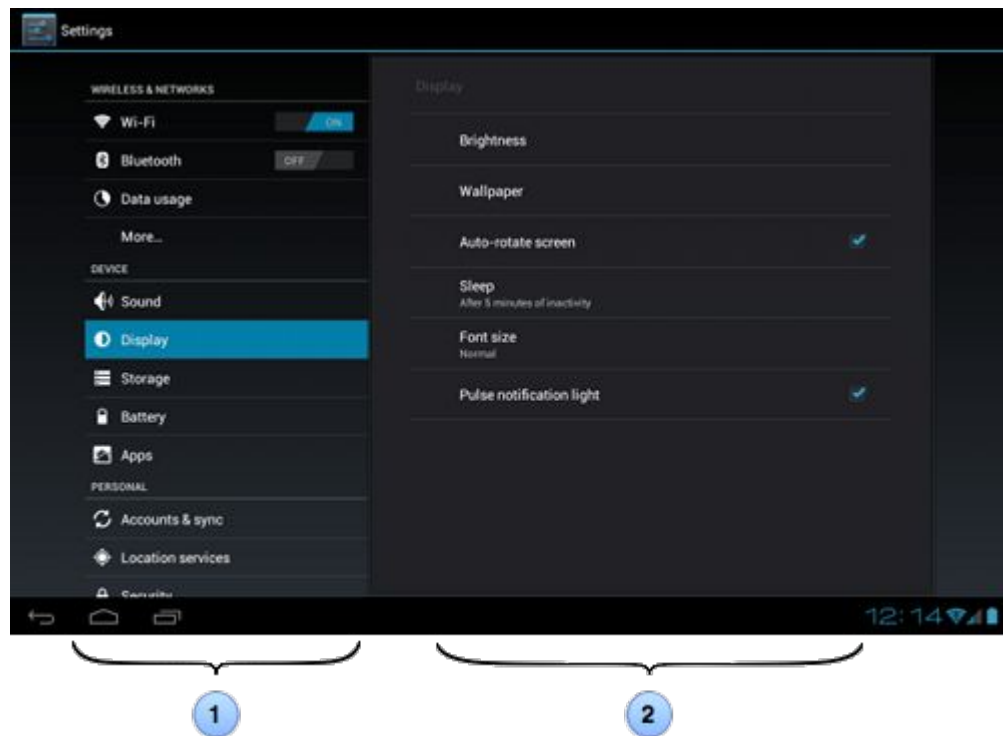 Settings
WIRELESS & NETWORKS
Wi-Fi ON
Bluetooth OFF
Data usage
More...
DEVICE
Sound
Display
Storage
Battery
Apps
PERSONAL
Accounts & sync
Location services
Security
Display
Brightness
Wallpaper
Auto-rotate screen
Sleep
After 5 minutes of inactivity
Font size
Normal
Pulse notification light
12:14
1
2